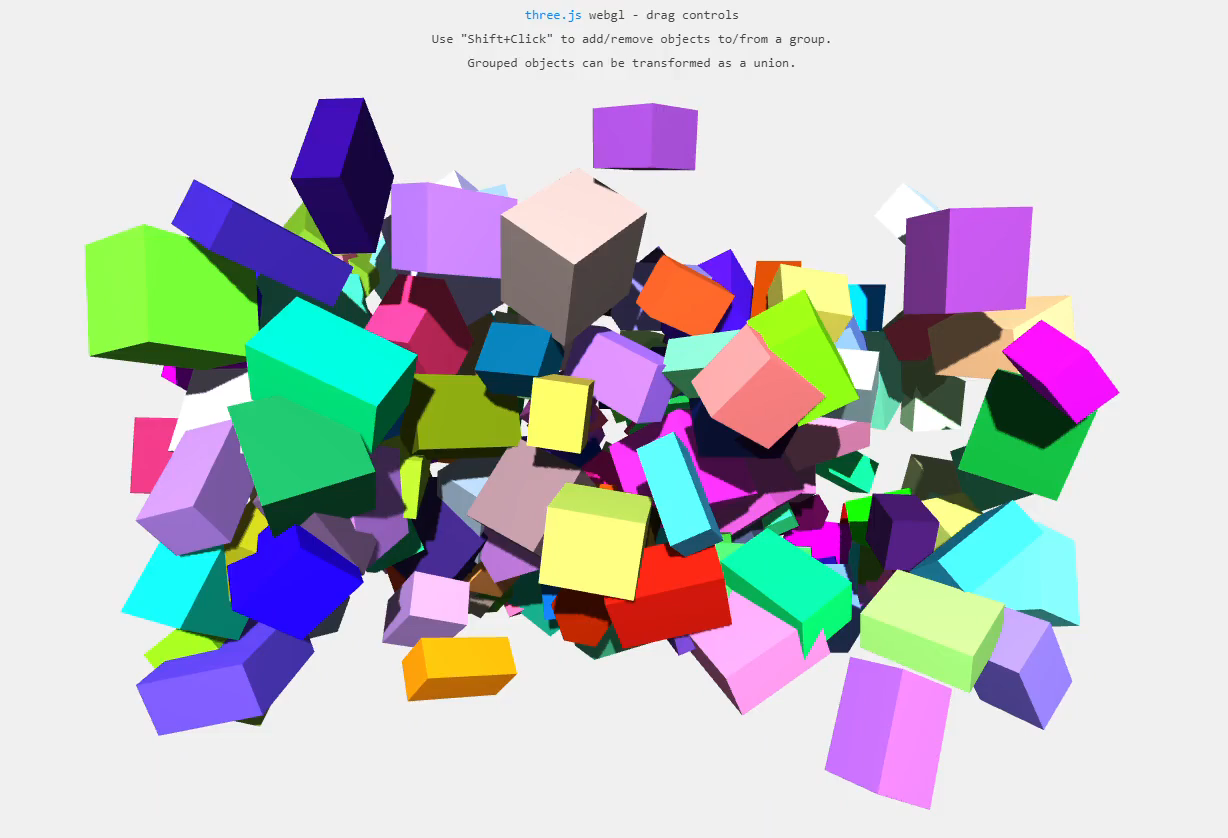 three.js webgl - drag controls
Use "Shift+Click" to add/remove objects to/from a group.
Grouped objects can be transformed as a union.